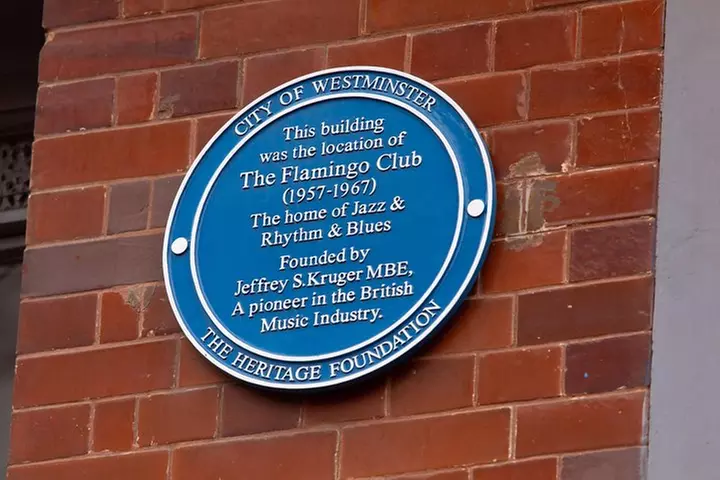 CITY OF WESTMINSTER
This building
was the location of
The Flamingo Club
(1957-1967)
The home of Jazz &
Rhythm & Blues
Founded by
Jeffrey S.Kruger MBE,
A pioneer in the British
Music Industry.
THE HERITAGE FOUNDATION